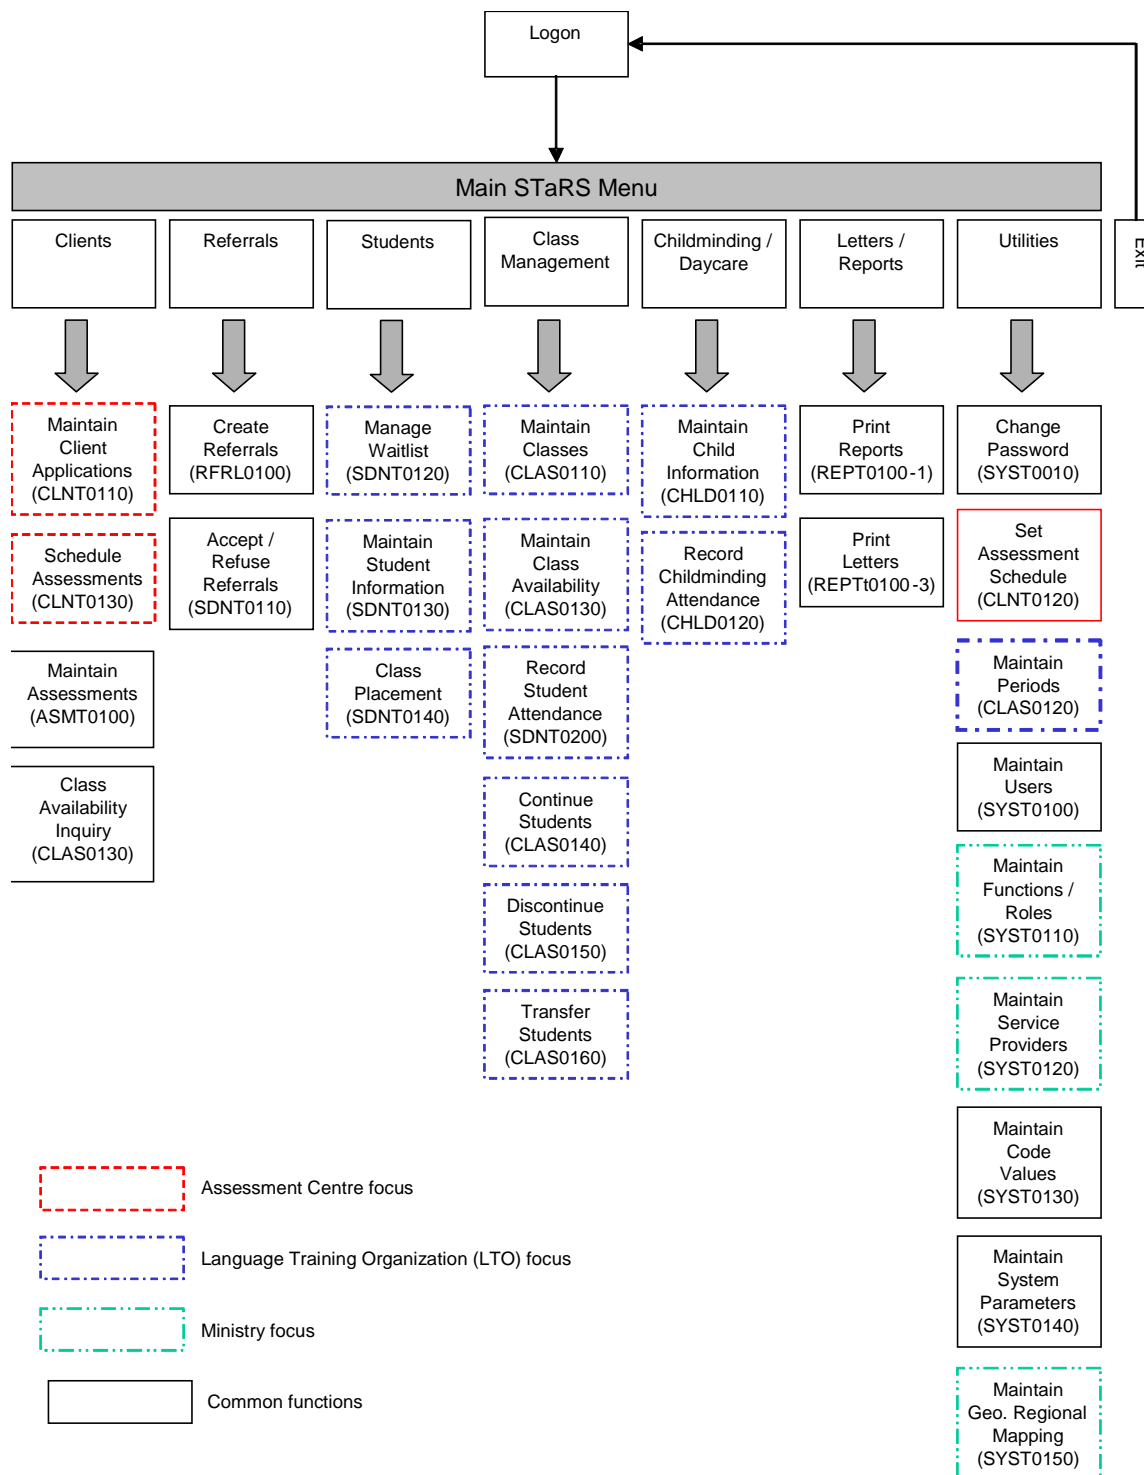 Logon
Main STaRS Menu
Clients
Referrals
Students
Class
Management
Childminding /
Daycare
Letters /
Reports
Utilities
Exit
Maintain
Client
Applications
(CLNT0110)
Schedule
Assessments
(CLNT0130)
Maintain
Assessments
(ASMT0100)
Class
Availability
Inquiry
(CLAS0130)
Create
Referrals
(RFRL0100)
Accept /
Refuse
Referrals
(SDNT0110)
Manage
Waitlist
(SDNT0120)
Maintain
Student
Information
(SDNT0130)
Class
Placement
(SDNT0140)
Maintain
Classes
(CLAS0110)
Maintain
Class
Availability
(CLAS0130)
Record
Student
Attendance
(SDNT0200)
Continue
Students
(CLAS0140)
Discontinue
Students
(CLAS0150)
Transfer
Students
(CLAS0160)
Maintain
Child
Information
(CHLD0110)
Record
Childminding
Attendance
(CHLD0120)
Print
Reports
(REPT0100-1)
Print
Letters
(REPTt0100-3)
Change
Password
(SYST0010)
Set
Assessment
Schedule
(CLNT0120)
Maintain
Periods
(CLAS0120)
Maintain
Users
(SYST0100)
Maintain
Functions /
Roles
(SYST0110)
Maintain
Service
Providers
(SYST0120)
Maintain
Code
Values
(SYST0130)
Maintain
System
Parameters
(SYST0140)
Maintain
Geo. Regional
Mapping
(SYST0150)
Assessment Centre focus
Language Training Organization (LTO) focus
Ministry focus
Common functions